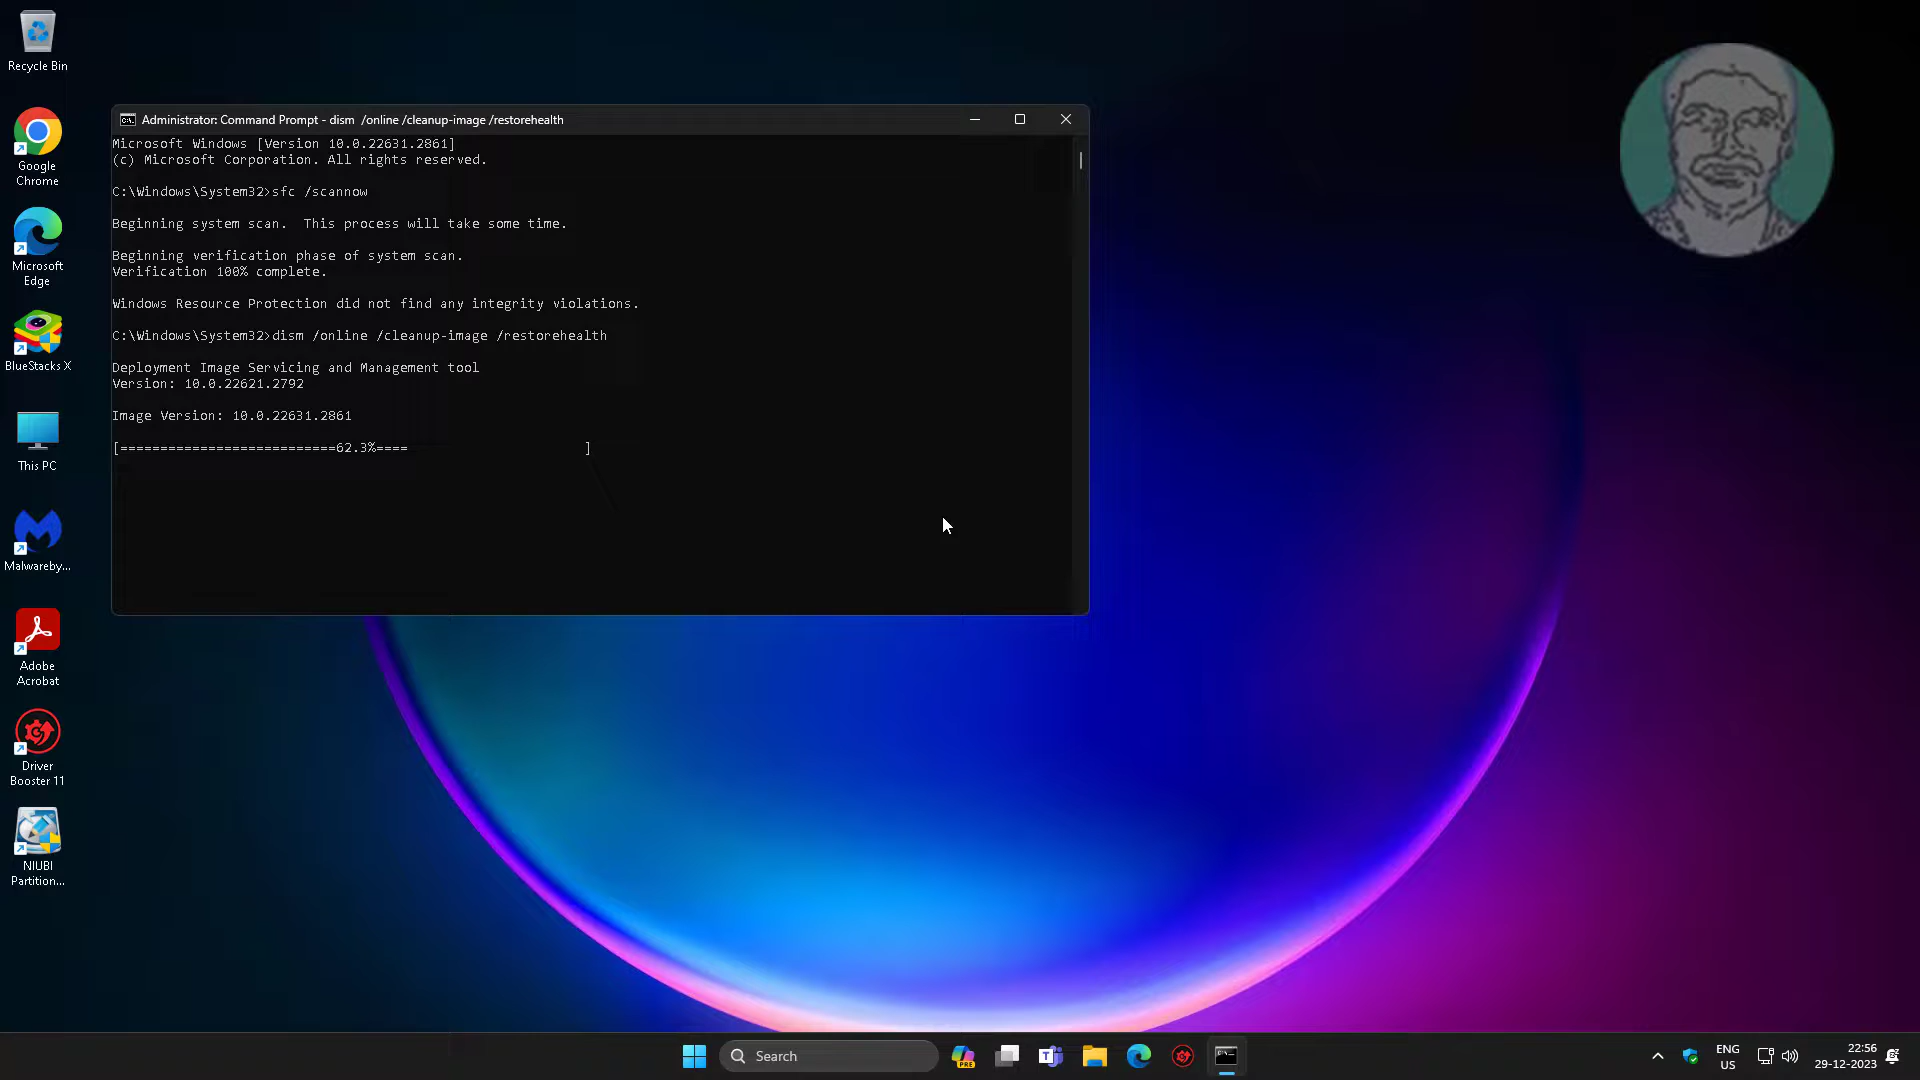 Recycle Bin
Google
Chrome
Microsoft
Edge
BlueStacks X
This PC
Malwareby...
Adobe
Acrobat
Driver
Booster 11
NIUBI
Partition...
Administrator: Command Prompt - dism  /online /cleanup-image /restorehealth
Microsoft Windows [Version 10.0.22631.2861]
(c) Microsoft Corporation. All rights reserved.
C:\Windows\System32>sfc /scannow
Beginning system scan.  This process will take some time.
Beginning verification phase of system scan.
Verification 100% complete.
Windows Resource Protection did not find any integrity violations.
C:\Windows\System32>dism /online /cleanup-image /restorehealth
Deployment Image Servicing and Management tool
Version: 10.0.22621.2792
Image Version: 10.0.22631.2861
[===========================62.3%====                      ]
Search
PRE
ENG
US
22:56
29-12-2023